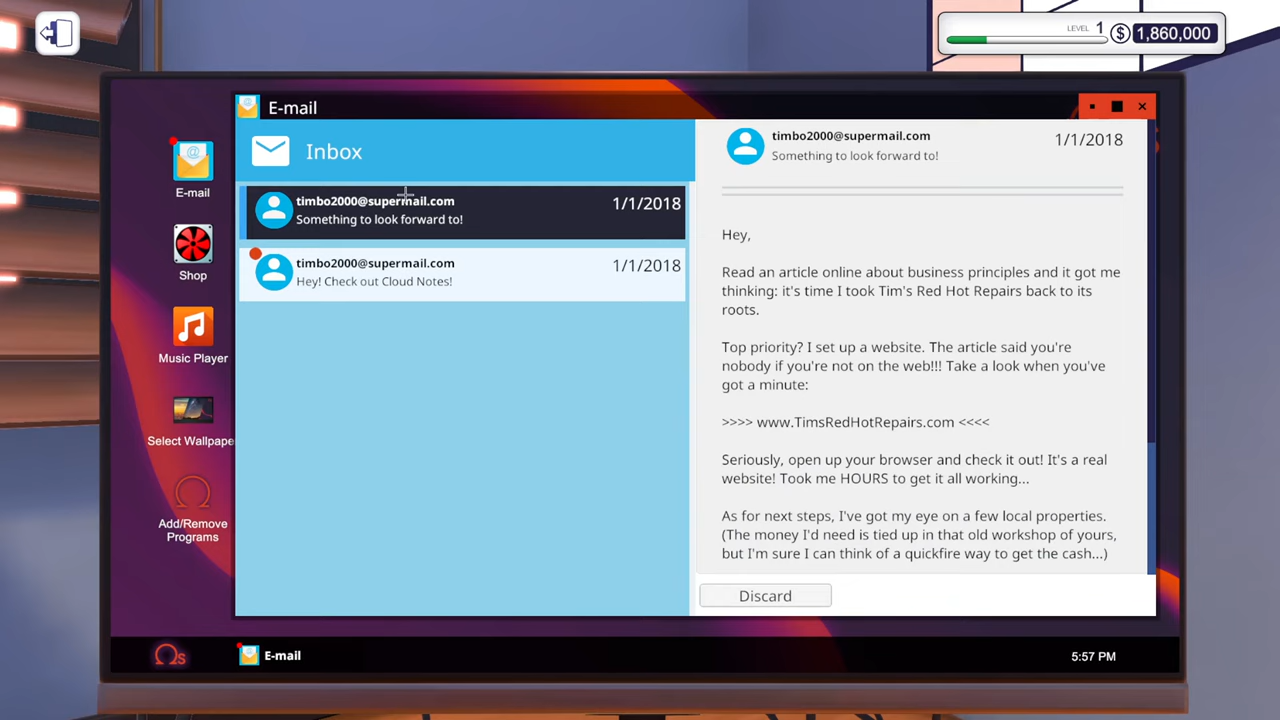 LEVEL 1
$ 1,860,000
E-mail
Inbox
timbo2000@supermail.com 1/1/2018
Something to look forward to!
timbo2000@supermail.com 1/1/2018
Hey! Check out Cloud Notes!
timbo2000@supermail.com 1/1/2018
Something to look forward to!
Hey,
Read an article online about business principles and it got me
thinking: it's time I took Tim's Red Hot Repairs back to its
roots.
Top priority? I set up a website. The article said you're
nobody if you're not on the web!!! Take a look when you've
got a minute:
>>>> www.TimsRedHotRepairs.com <<<<
Seriously, open up your browser and check it out! It's a real
website! Took me HOURS to get it all working...
As for next steps, I've got my eye on a few local properties.
(The money I'd need is tied up in that old workshop of yours,
but I'm sure I can think of a quickfire way to get the cash...)
Discard
E-mail
Shop
Music Player
Select Wallpape
Add/Remove
Programs
Ωs
E-mail
5:57 PM